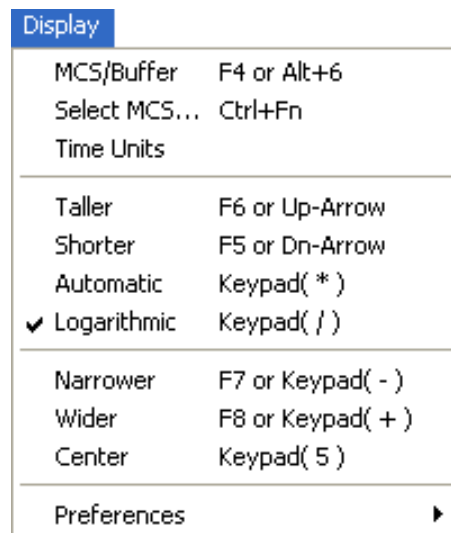 Display
MCS/Buffer F4 or Alt+6
Select MCS... Ctrl+Fn
Time Units
Taller F6 or Up-Arrow
Shorter F5 or Dn-Arrow
Automatic Keypad( * )
Logarithmic Keypad( / )
Narrower F7 or Keypad( - )
Wider F8 or Keypad( + )
Center Keypad( 5 )
Preferences